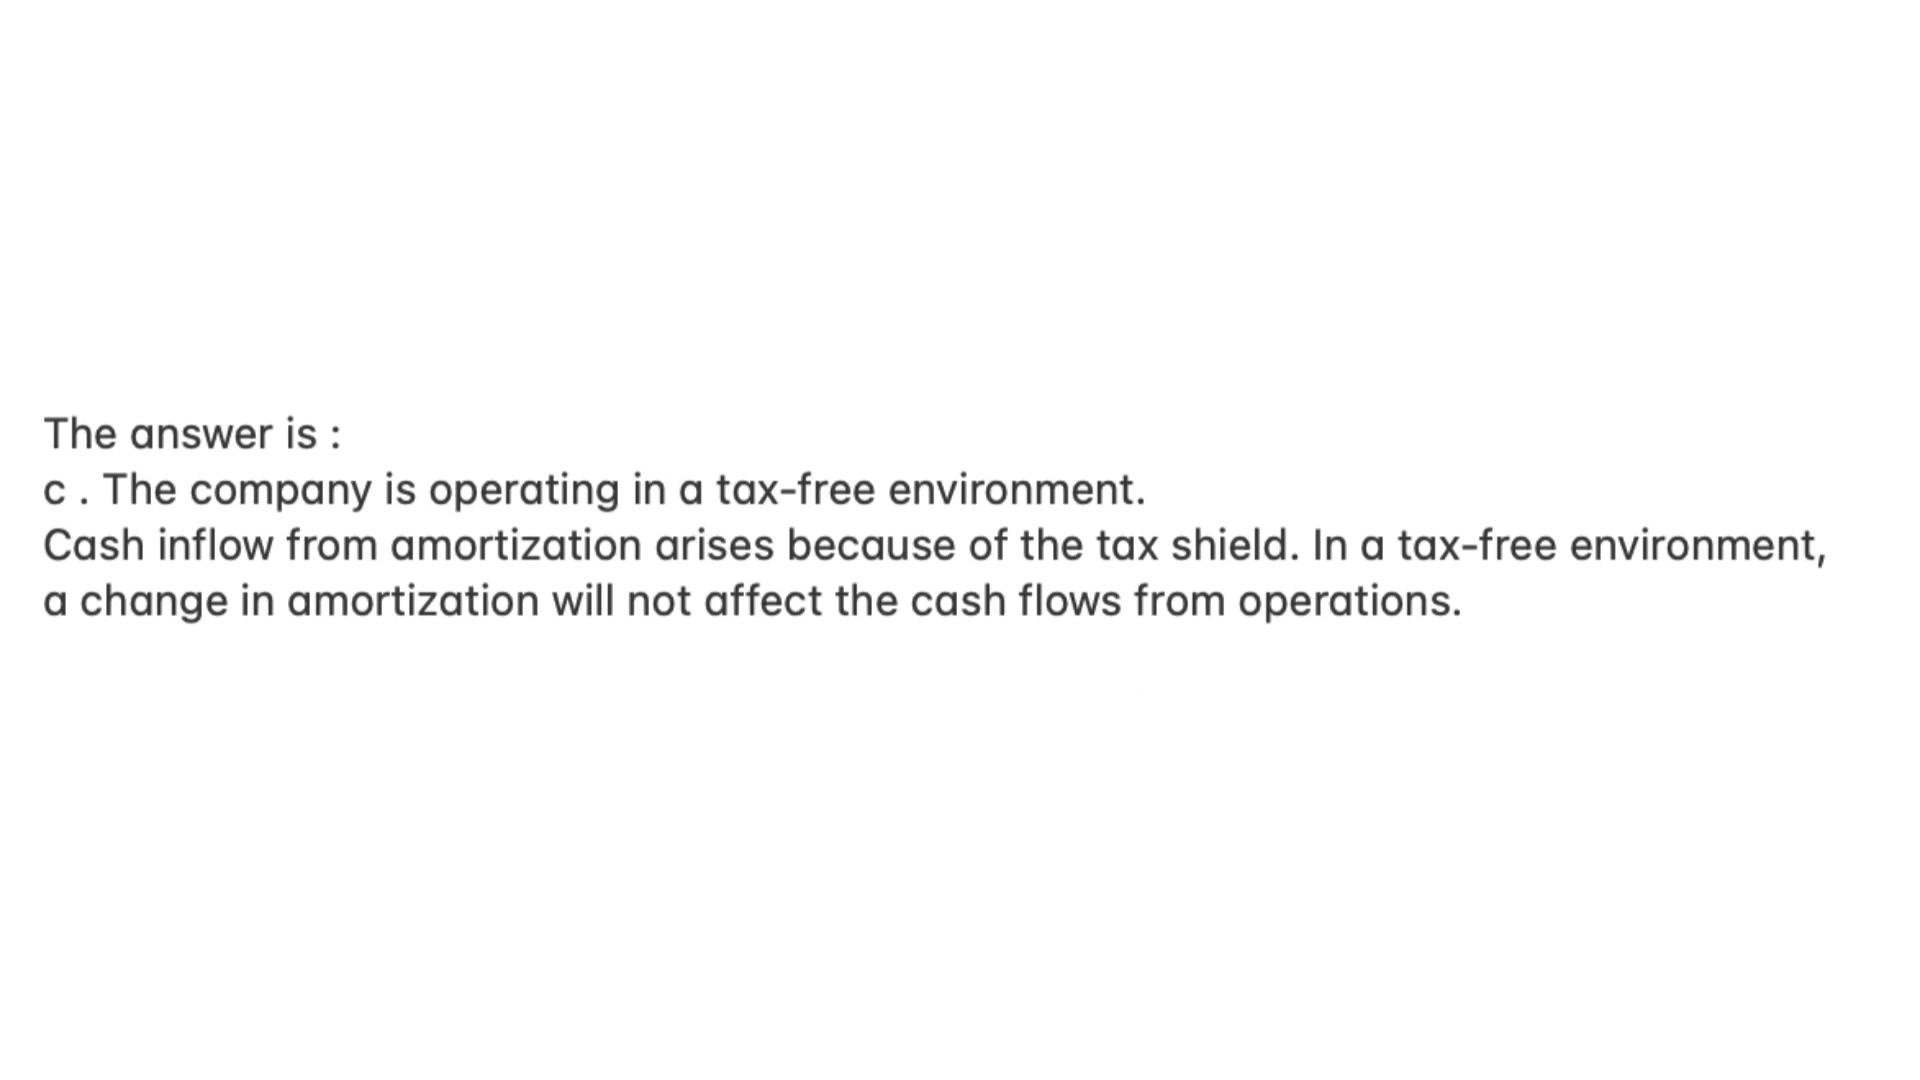 The answer is :
c . The company is operating in a tax-free environment.
Cash inflow from amortization arises because of the tax shield. In a tax-free environment,
a change in amortization will not affect the cash flows from operations.